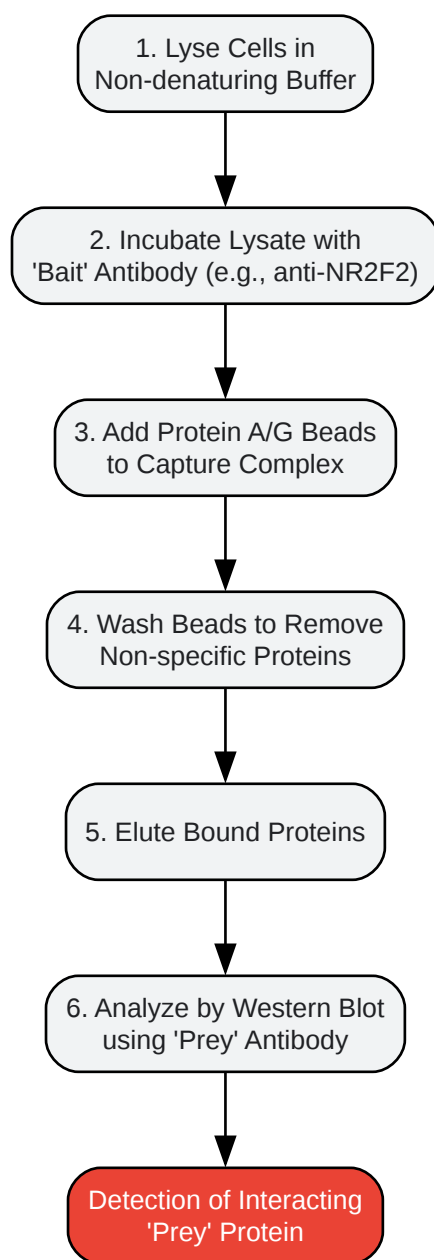 1. Lyse Cells in
Non-denaturing Buffer
2. Incubate Lysate with
'Bait' Antibody (e.g., anti-NR2F2)
3. Add Protein A/G Beads
to Capture Complex
4. Wash Beads to Remove
Non-specific Proteins
5. Elute Bound Proteins
6. Analyze by Western Blot
using 'Prey' Antibody
Detection of Interacting
'Prey' Protein